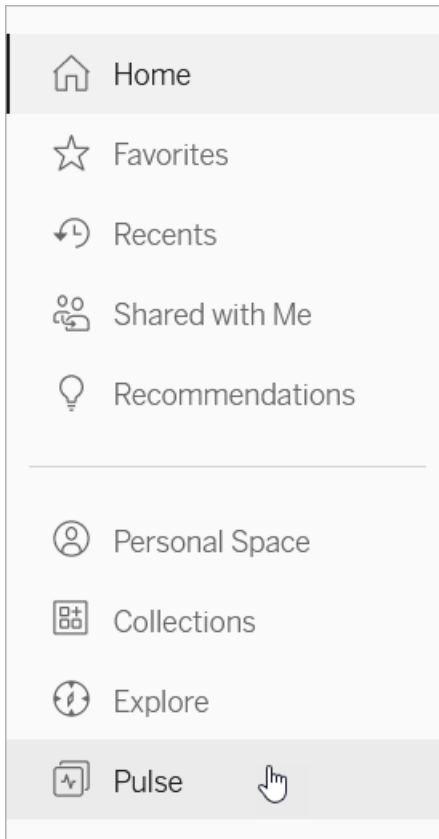 Home
Favorites
Recents
Shared with Me
Recommendations
Personal Space
Collections
Explore
Pulse